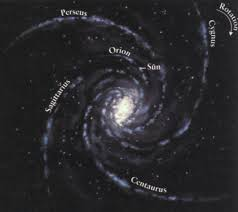 Perseus
Rotation
Cygnus
Orion
Sun
Sagittarius
Centaurus